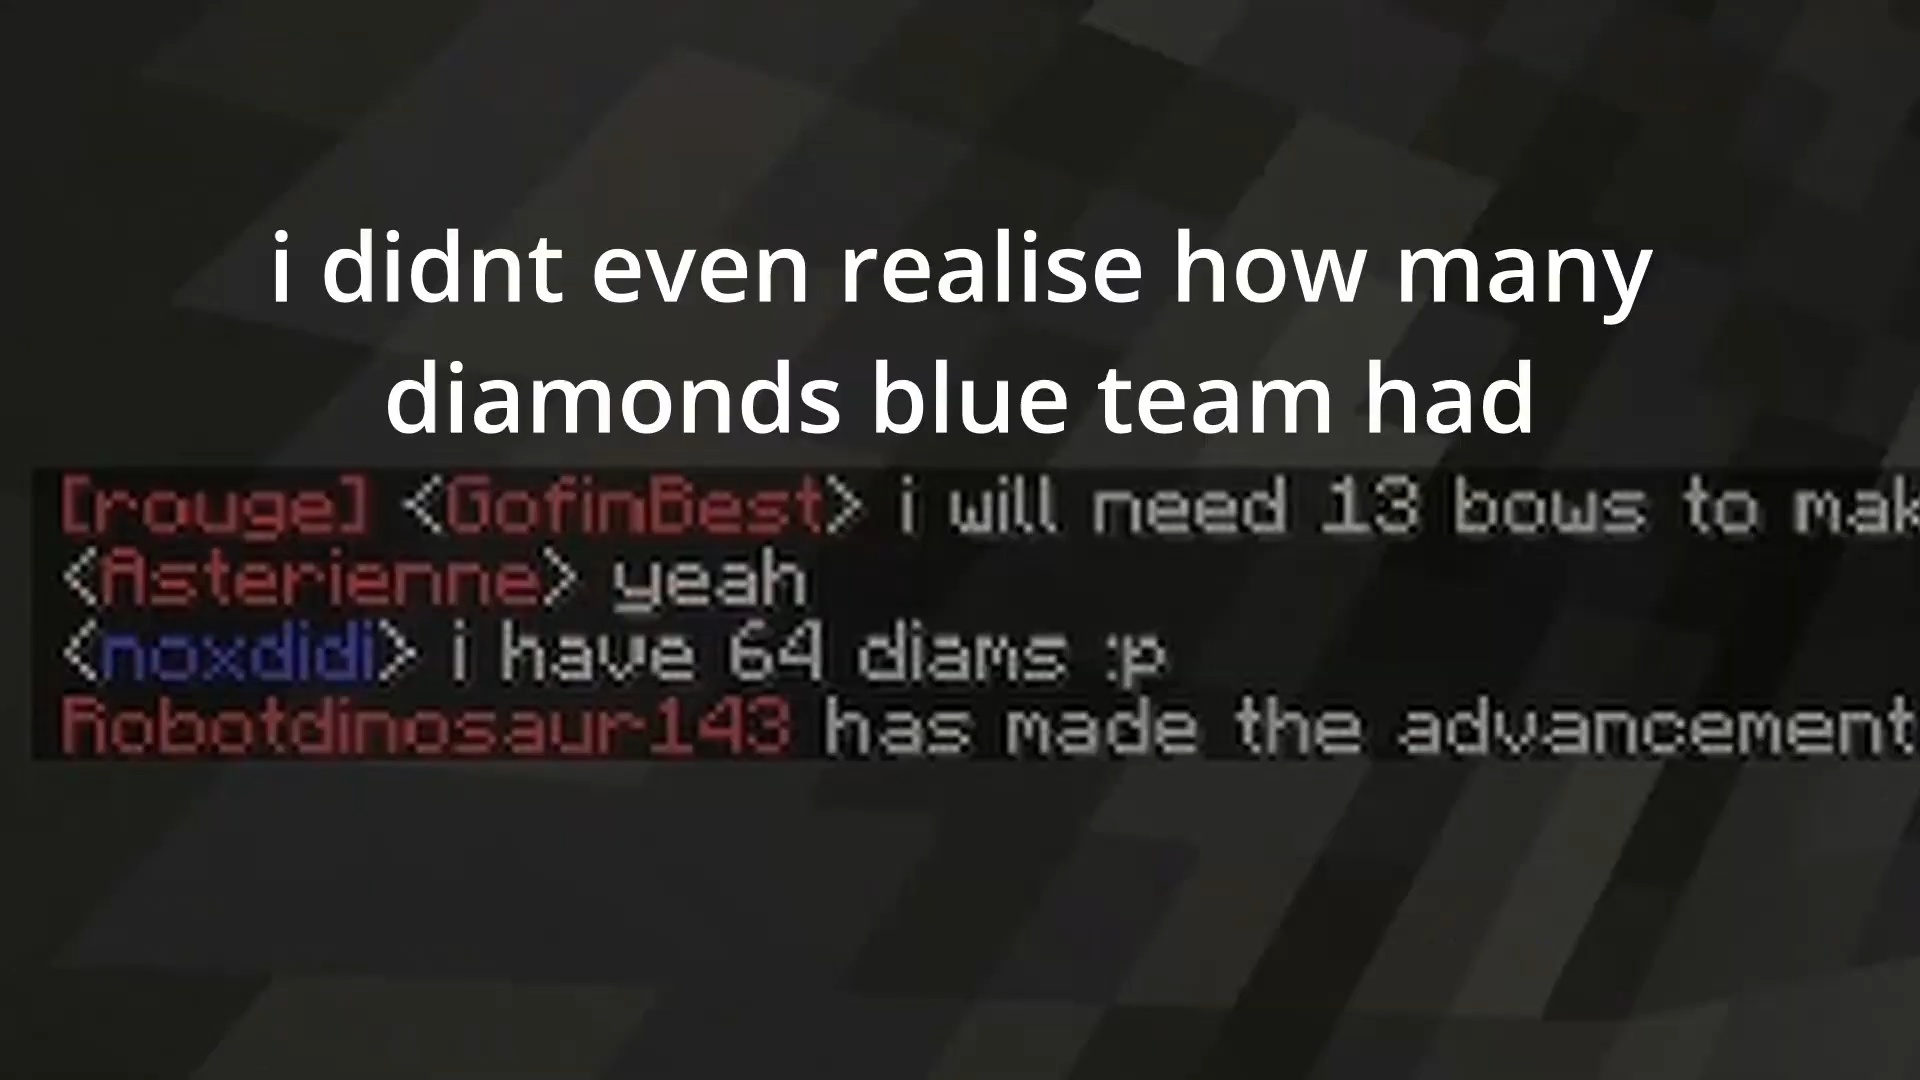 i didnt even realise how many
diamonds blue team had
[rouge] <GofinBest> i will need 13 bows to mak
<Asterienne> yeah
<noxdidi> i have 64 diams :p
Robotdinosaur143 has made the advancement